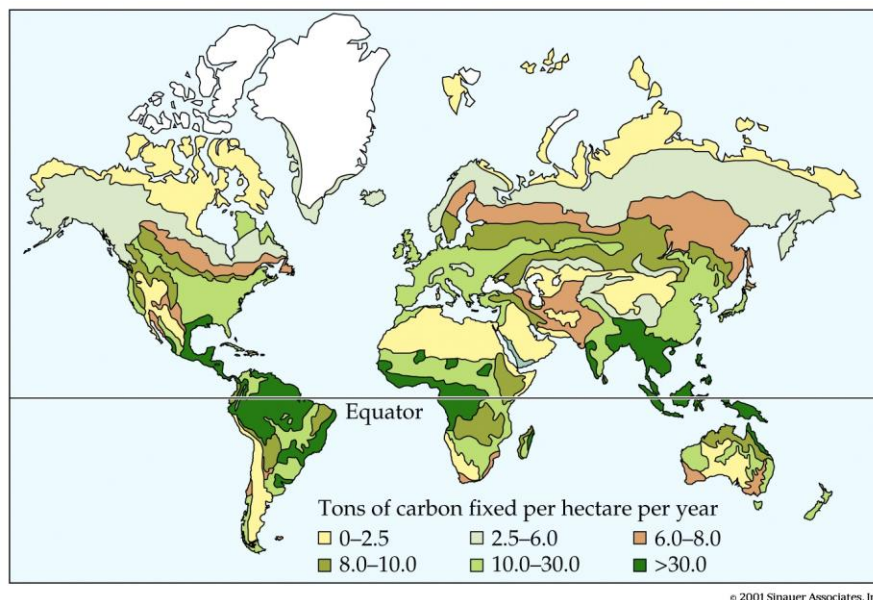 Equator
Tons of carbon fixed per hectare per year
0–2.5 2.5–6.0 6.0–8.0
8.0–10.0 10.0–30.0 >30.0
© 2001 Sinauer Associates, In